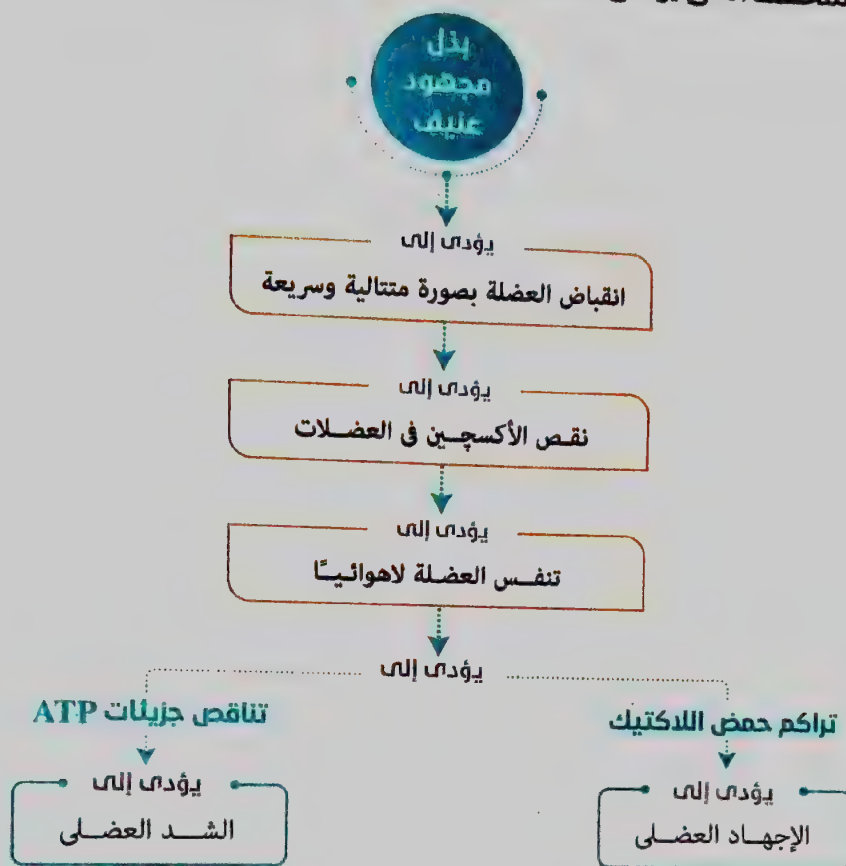 بذل
مجهود
عنيف
يؤدى إلى
انقباض العضلة بصورة متتالية وسريعة
يؤدى إلى
نقص الأكسچين فى العضلات
يؤدى إلى
تنفس العضلة لاهوائيًا
يؤدى إلى
تراكم حمض اللاكتيك
يؤدى إلى
الإجهاد العضلى
تناقص جزيئات ATP
يؤدى إلى
الشد العضلى